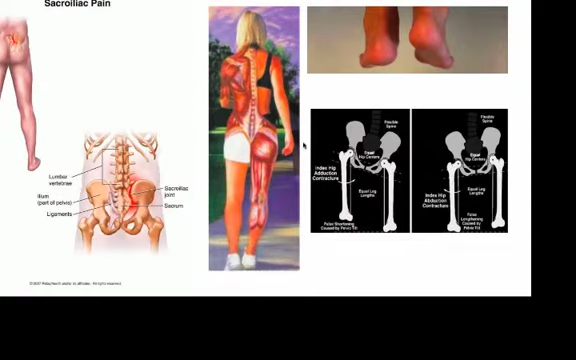 Sacroiliac Pain
Lumbar
vertebrae
Ilium
(part of pelvis)
Ligaments
Sacroiliac
joint
Sacrum
Flexible
Spine
Equal
Hip Centers
Index Hip
Adduction
Contracture
Equal Leg
Lengths
False Shortening
Caused by Pelvic Tilt
Flexible
Spine
Equal
Hip Centers
Index Hip
Abduction
Contracture
Equal Leg
Lengths
False
Lengthening
Caused by
Pelvic Tilt